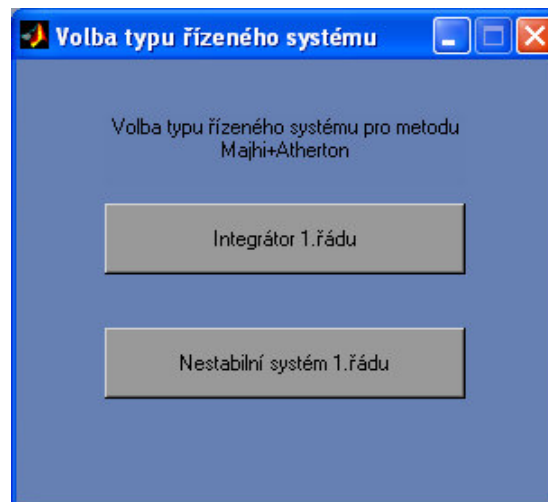 Volba typu řízeného systému
Volba typu řízeného systému pro metodu
Majhi+Atherton
Integrátor 1.řádu
Nestabilní systém 1.řádu